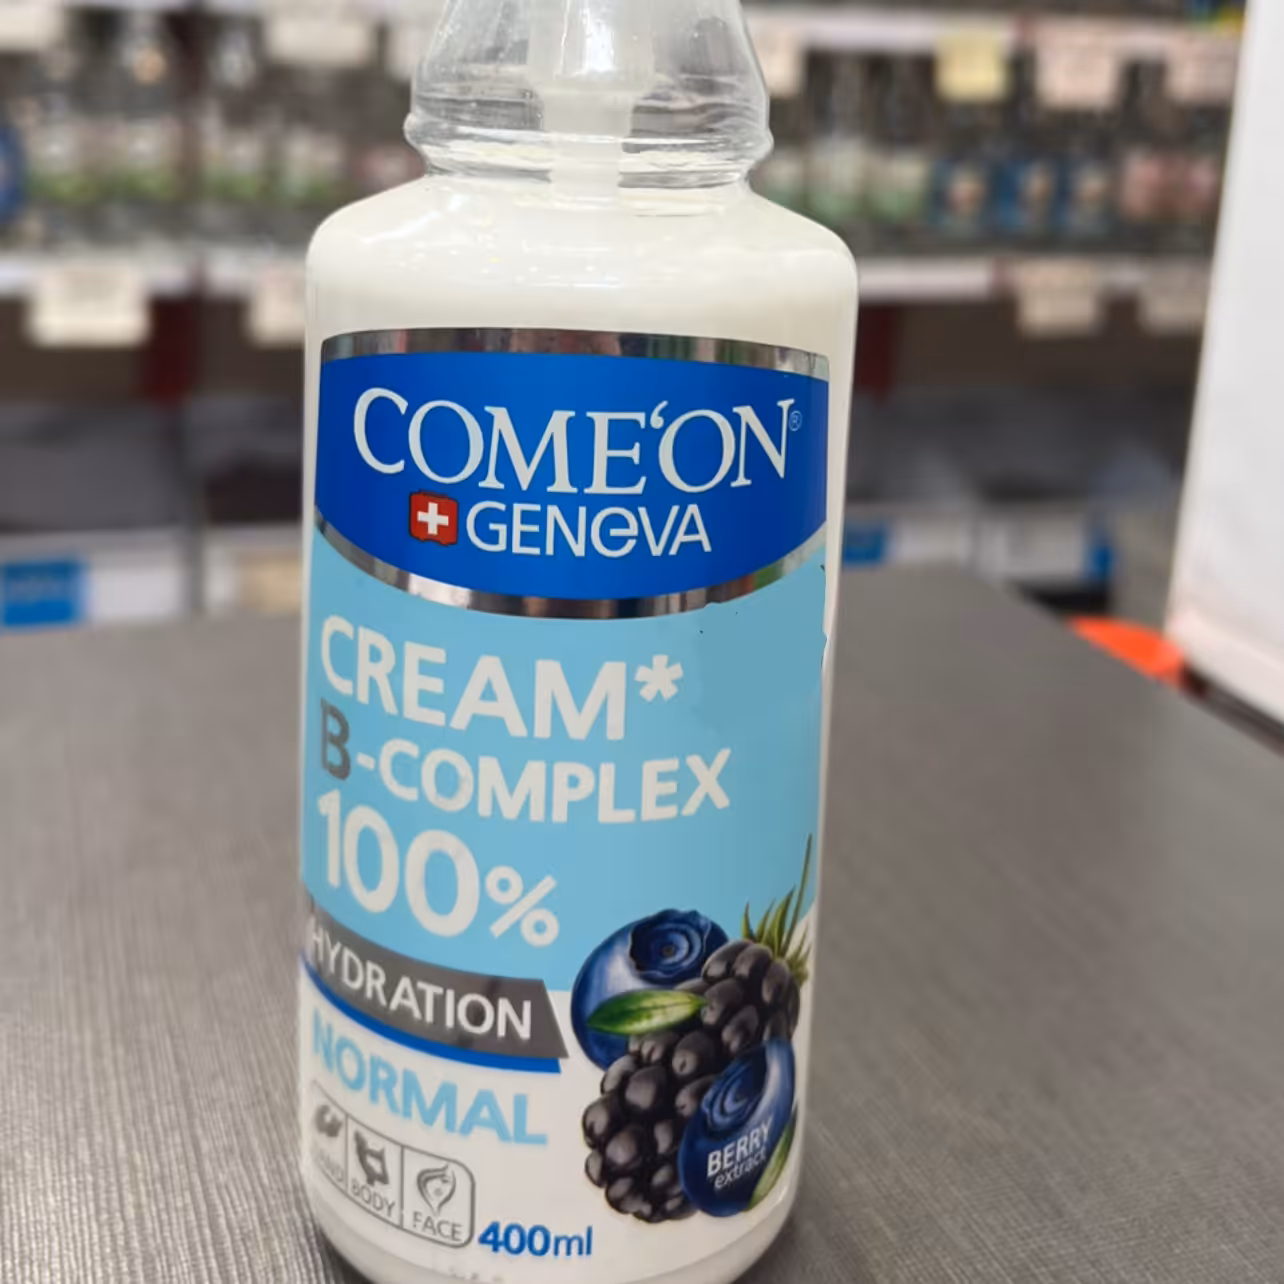 COME‘ON®
GENeVA
CREAM*
B-COMPLEX
100%
HYDRATION
NORMAL
HAND BODY FACE
400ml
BERRY
extract